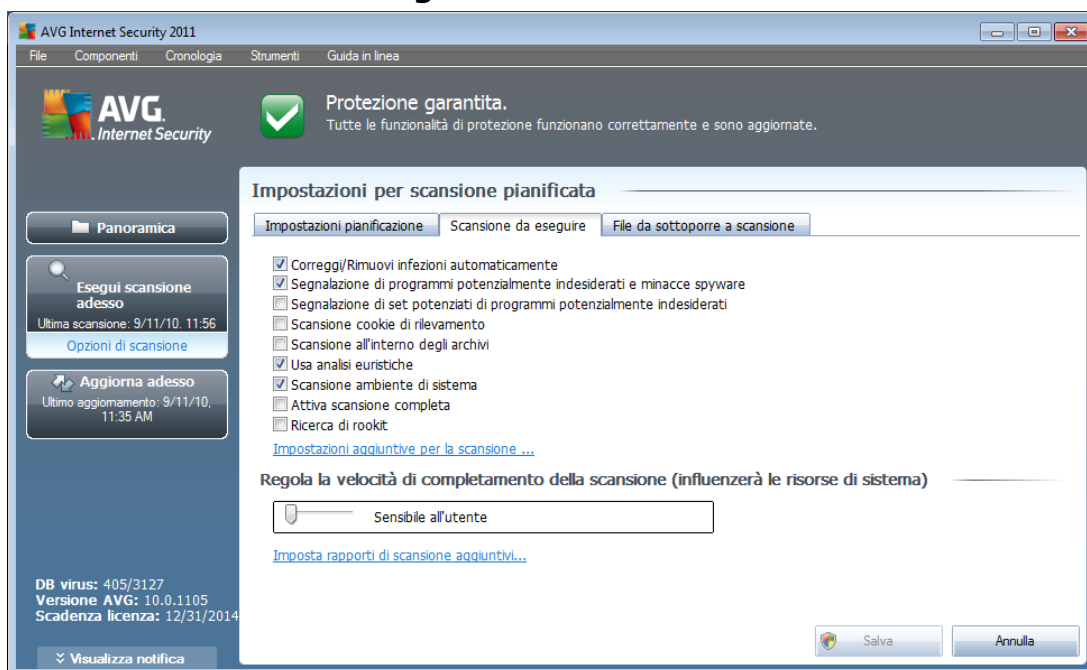 AVG Internet Security 2011
File Componenti Cronologia Strumenti Guida in linea
AVG.
Internet Security
Protezione garantita.
Tutte le funzionalità di protezione funzionano correttamente e sono aggiornate.
Impostazioni per scansione pianificata
Impostazioni pianificazione Scansione da eseguire File da sottoporre a scansione
Panoramica
Esegui scansione
adesso
Ultima scansione: 9/11/10. 11:56
Opzioni di scansione
Aggiorna adesso
Ultimo aggiornamento: 9/11/10,
11:35 AM
Correggi/Rimuovi infezioni automaticamente
Segnalazione di programmi potenzialmente indesiderati e minacce spyware
Segnalazione di set potenziati di programmi potenzialmente indesiderati
Scansione cookie di rilevamento
Scansione all'interno degli archivi
Usa analisi euristiche
Scansione ambiente di sistema
Attiva scansione completa
Ricerca di rookit
Impostazioni aggiuntive per la scansione ...
Regola la velocità di completamento della scansione (influenzerà le risorse di sistema)
Sensibile all'utente
Imposta rapporti di scansione aggiuntivi...
DB virus: 405/3127
Versione AVG: 10.0.1105
Scadenza licenza: 12/31/2014
Visualizza notifica
Salva Annulla